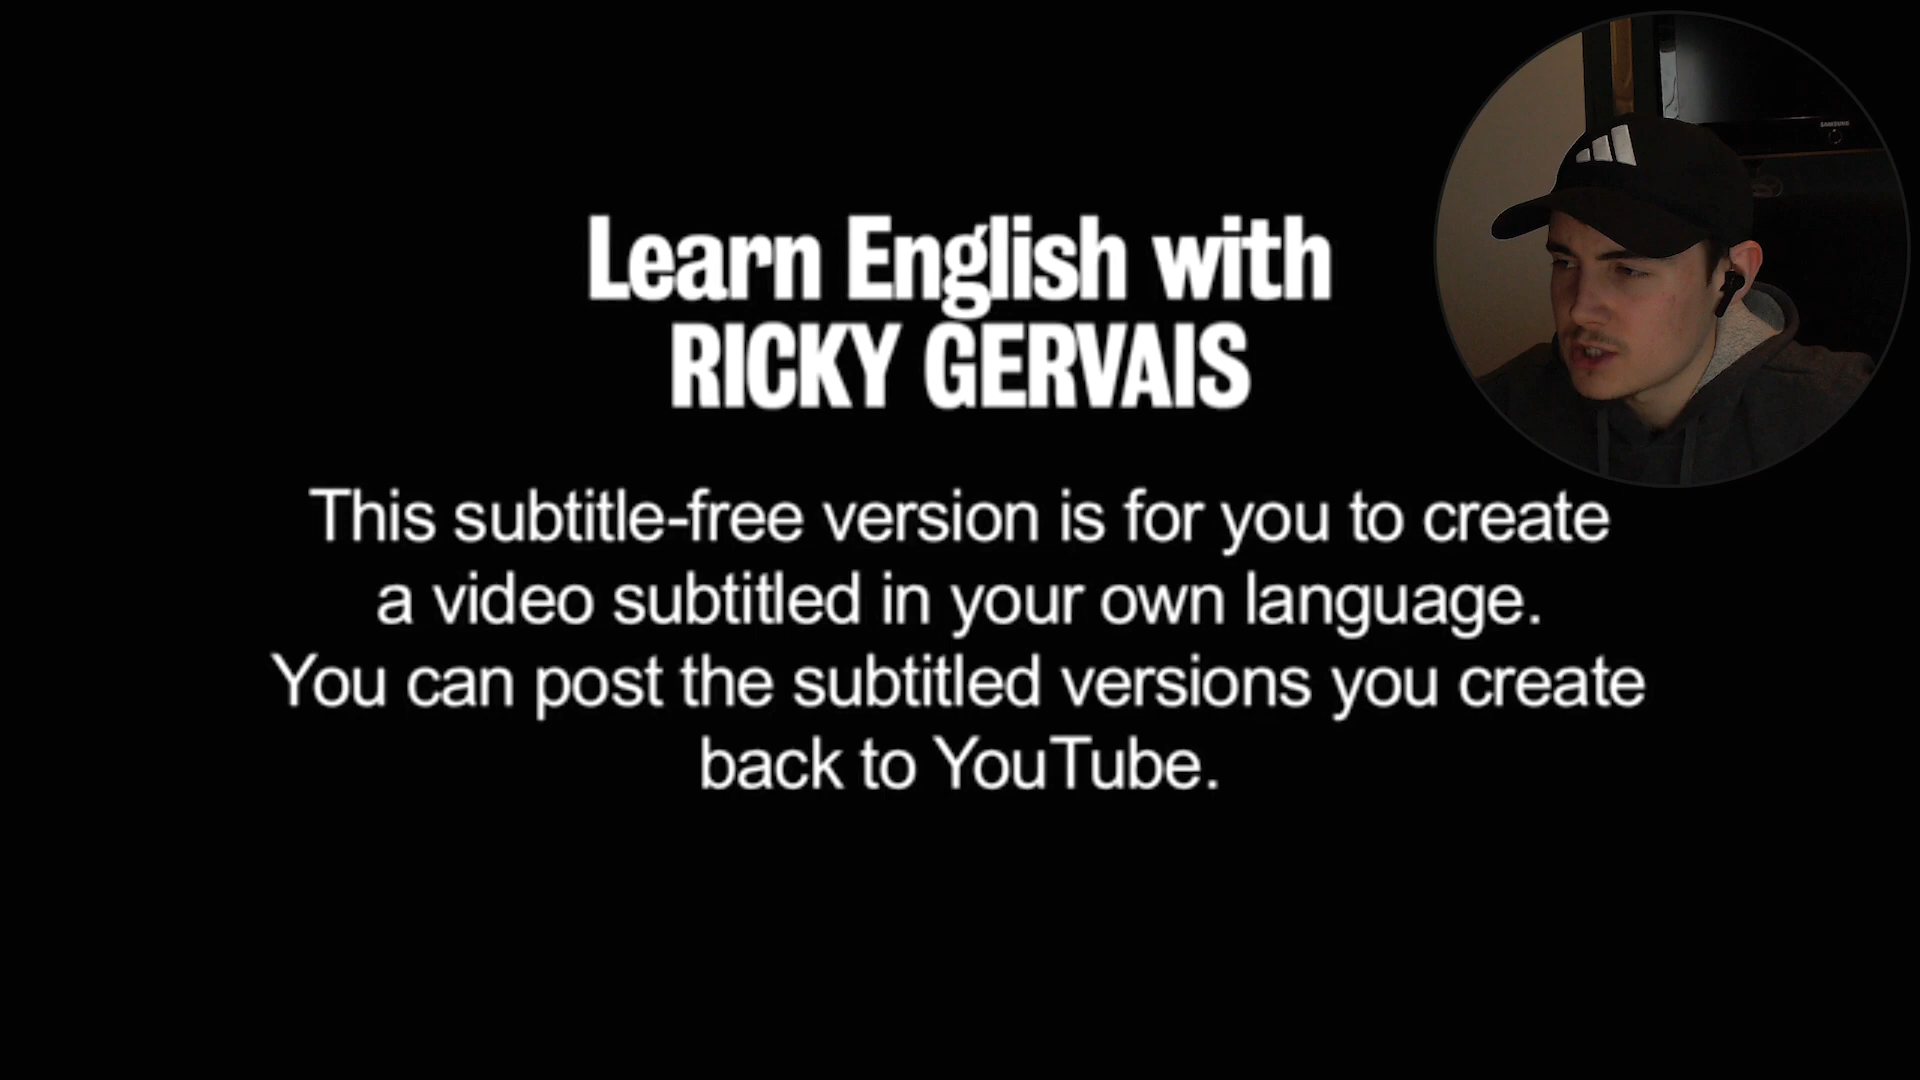 Learn English with
RICKY GERVAIS
This subtitle-free version is for you to create
a video subtitled in your own language.
You can post the subtitled versions you create
back to YouTube.
SAMSUNG